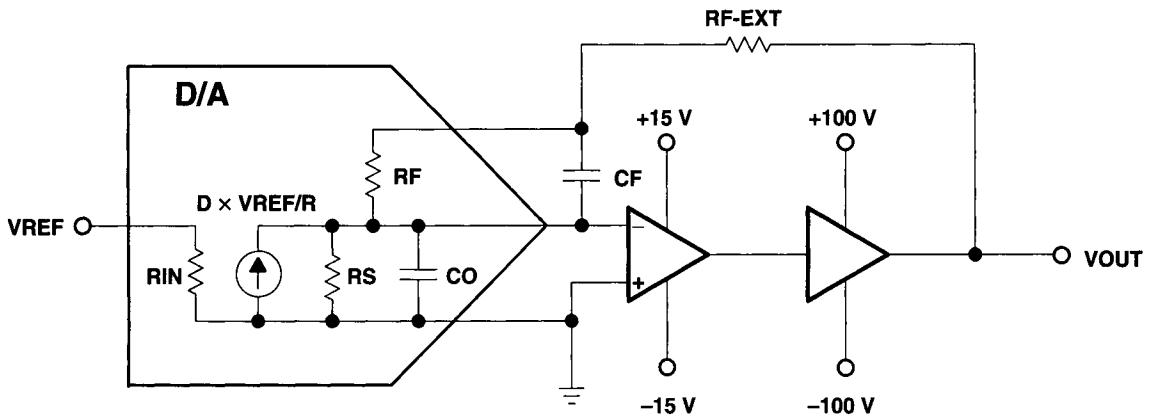 RF-EXT
D/A
+15 V
+100 V
RF
CF
D × VREF/R
VREF
RIN
RS
CO
−
+
VOUT
−15 V
−100 V